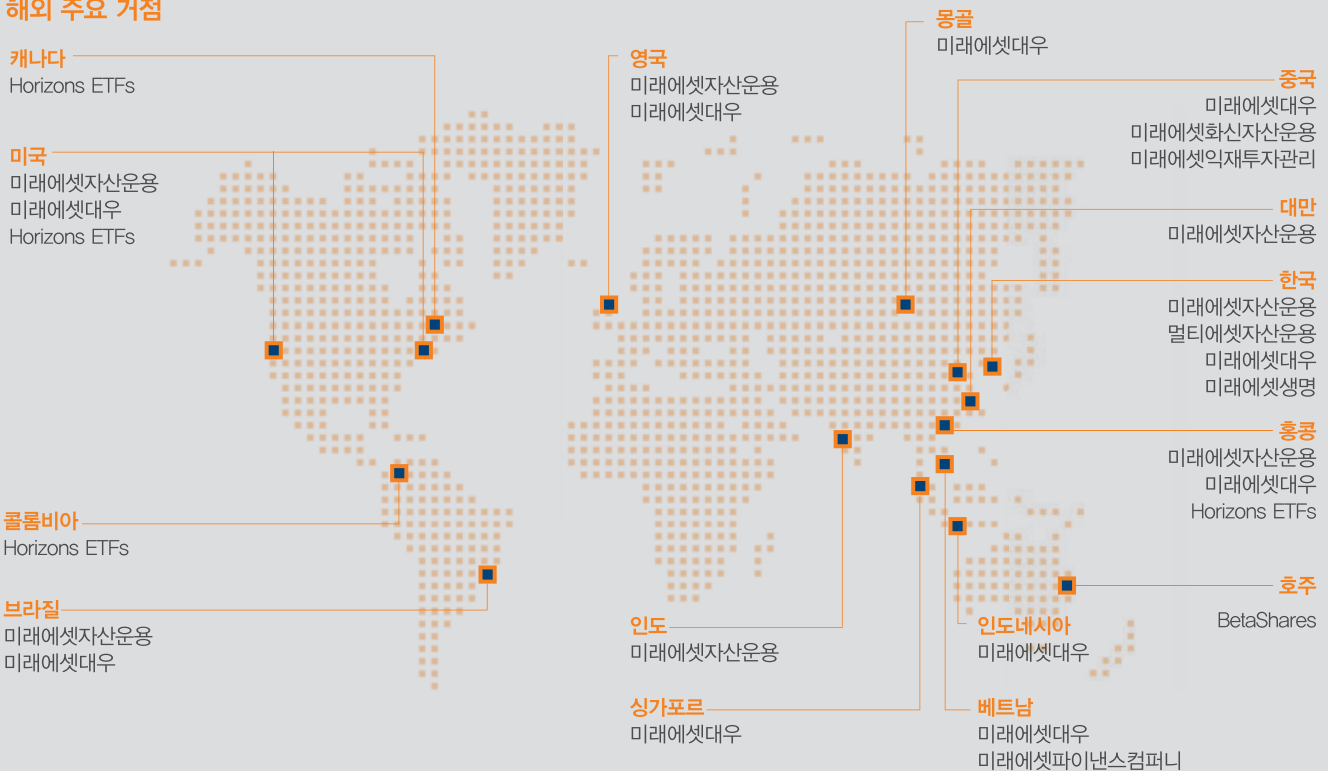 해외 주요 거점
캐나다
Horizons ETFs
미국
미래에셋자산운용
미래에셋대우
Horizons ETFs
콜롬비아
Horizons ETFs
브라질
미래에셋자산운용
미래에셋대우
영국
미래에셋자산운용
미래에셋대우
인도
미래에셋자산운용
싱가포르
미래에셋대우
몽골
미래에셋대우
중국
미래에셋대우
미래에셋화신자산운용
미래에셋익재투자관리
대만
미래에셋자산운용
한국
미래에셋자산운용
멀티에셋자산운용
미래에셋대우
미래에셋생명
홍콩
미래에셋자산운용
미래에셋대우
Horizons ETFs
호주
BetaShares
인도네시아
미래에셋대우
베트남
미래에셋대우
미래에셋파이낸스컴퍼니